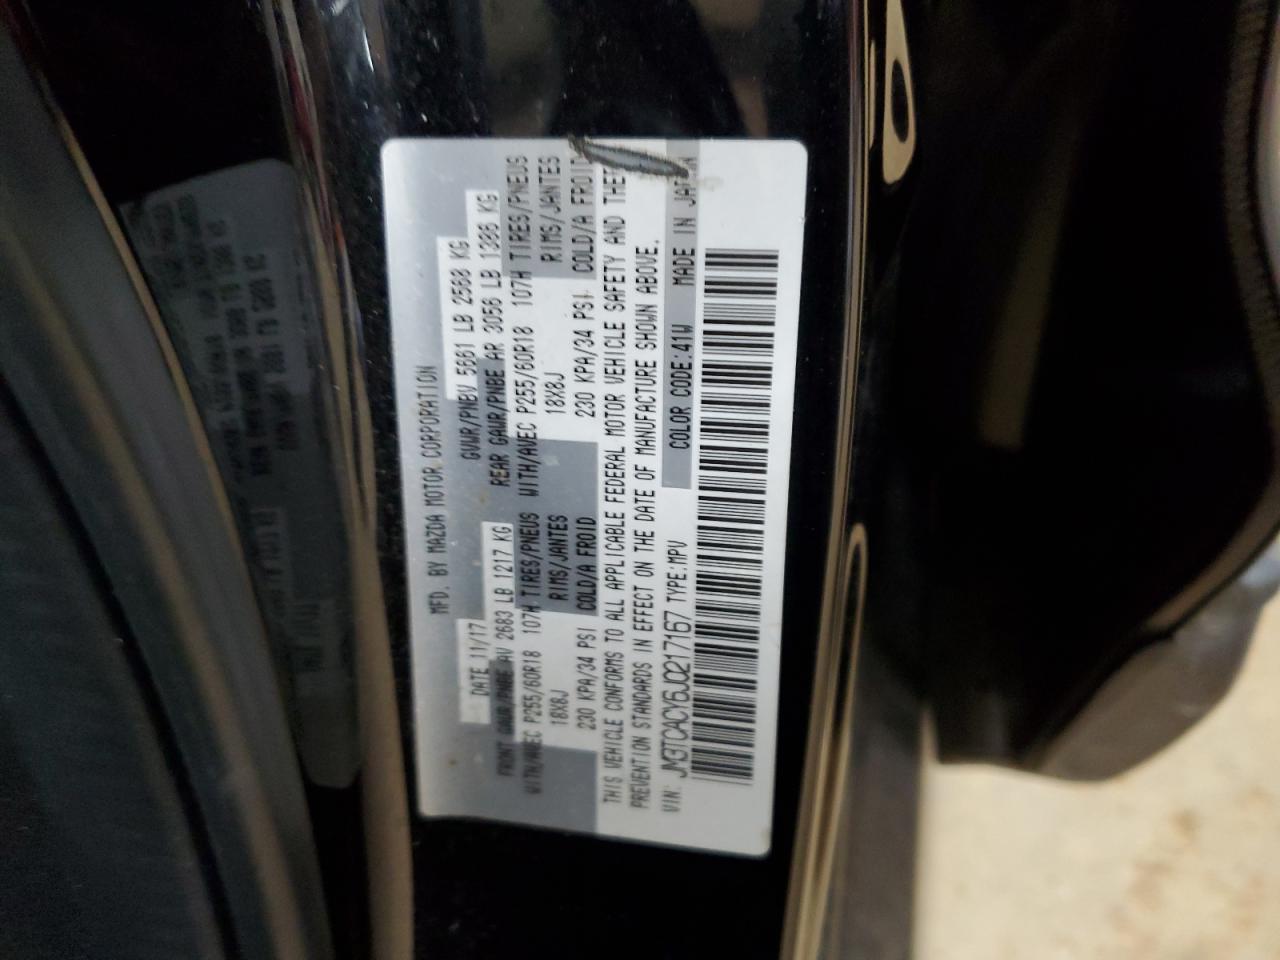 MFD. BY MAZDA MOTOR CORPORATION
DATE 11/17 GVWR/PNBV 5661 LB 2568 KG
FRONT GAWR/PNBE AV 2683 LB 1217 KG REAR GAWR/PNBE AR 3056 LB 1386 KG
WITH/AVEC P255/60R18 107H TIRES/PNEUS WITH/AVEC P255/60R18 107H TIRES/PNEUS
18X8J RIMS/JANTES 18X8J RIMS/JANTES
230 KPA/34 PSI COLD/A FROID 230 KPA/34 PSI COLD/A FROID
THIS VEHICLE CONFORMS TO ALL APPLICABLE FEDERAL MOTOR VEHICLE SAFETY AND
PREVENTION STANDARDS IN EFFECT ON THE DATE OF MANUFACTURE SHOWN ABOVE.
VIN: JM3TCACY6J0217167 TYPE:MPV COLOR CODE:41W MADE IN JAPAN